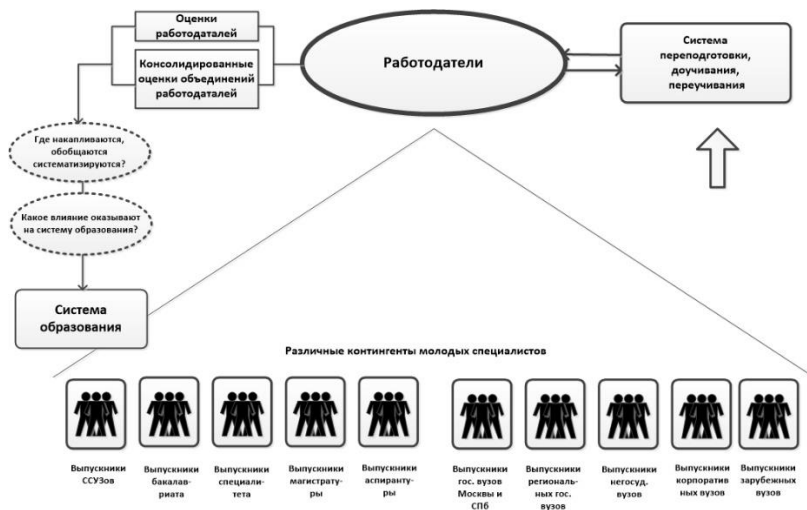 Оценки
работодателей
Консолидированные
оценки объединений
работодателей
Работодатели
Система
переподготовки,
доучивания,
переучивания
Где накапливаются,
обобщаются
систематизируются?
Какое влияние оказывают
на систему образования?
Система
образования
Различные контингенты молодых специалистов
Выпускники
ССУЗов
Выпускники
бакалав-
риата
Выпускники
специали-
тета
Выпускники
магистрату-
ры
Выпускники
аспиранту-
ры
Выпускники
гос. вузов
Москвы и
СПб
Выпускники
региональ-
ных гос.
вузов
Выпускники
негосуд.
вузов
Выпускники
корпоратив
ных вузов
Выпускники
зарубежных
вузов